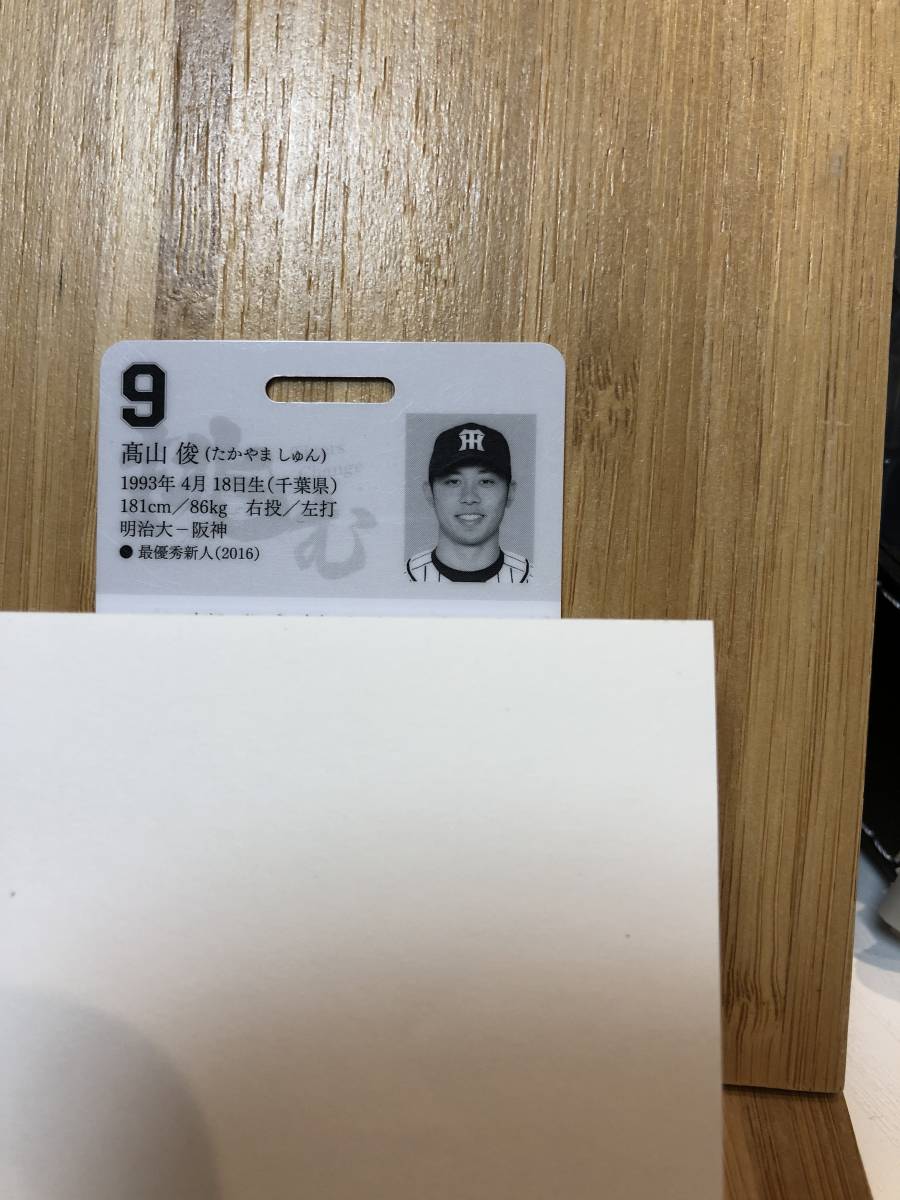 9
髙山 俊(たかやま しゅん)
1993年 4月 18日生(千葉県)
181cm／86kg 右投／左打
明治大－阪神
● 最優秀新人(2016)
む